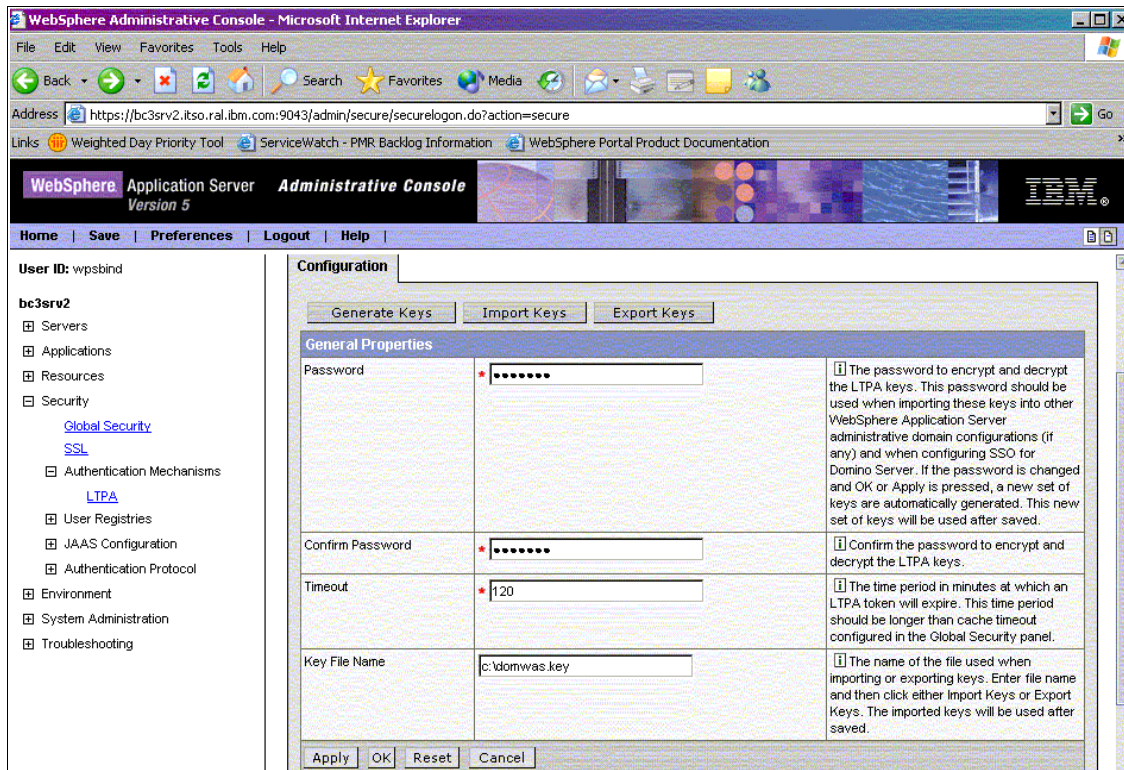 WebSphere Administrative Console - Microsoft Internet Explorer
File Edit View Favorites Tools Help
Back Search Favorites Media
Address https://bc3srv2.itso.ral.ibm.com:9043/admin/secure/securelogon.do?action=secure Go
Links Weighted Day Priority Tool ServiceWatch - PMR Backlog Information WebSphere Portal Product Documentation »
WebSphere Application Server Administrative Console
Version 5
IBM®
Home | Save | Preferences | Logout | Help |
User ID: wpsbind
bc3srv2
Servers
Applications
Resources
Security
Global Security
SSL
Authentication Mechanisms
LTPA
User Registries
JAAS Configuration
Authentication Protocol
Environment
System Administration
Troubleshooting
Configuration
Generate Keys Import Keys Export Keys
General Properties
Password
* •••••••
i The password to encrypt and decrypt
the LTPA keys. This password should be
used when importing these keys into other
WebSphere Application Server
administrative domain configurations (if
any) and when configuring SSO for
Domino Server. If the password is changed
and OK or Apply is pressed, a new set of
keys are automatically generated. This new
set of keys will be used after saved.
Confirm Password
* •••••••
i Confirm the password to encrypt and
decrypt the LTPA keys.
Timeout
* 120
i The time period in minutes at which an
LTPA token will expire. This time period
should be longer than cache timeout
configured in the Global Security panel.
Key File Name
c:\domwas.key
i The name of the file used when
importing or exporting keys. Enter file name
and then click either Import Keys or Export
Keys. The imported keys will be used after
saved.
Apply OK Reset Cancel